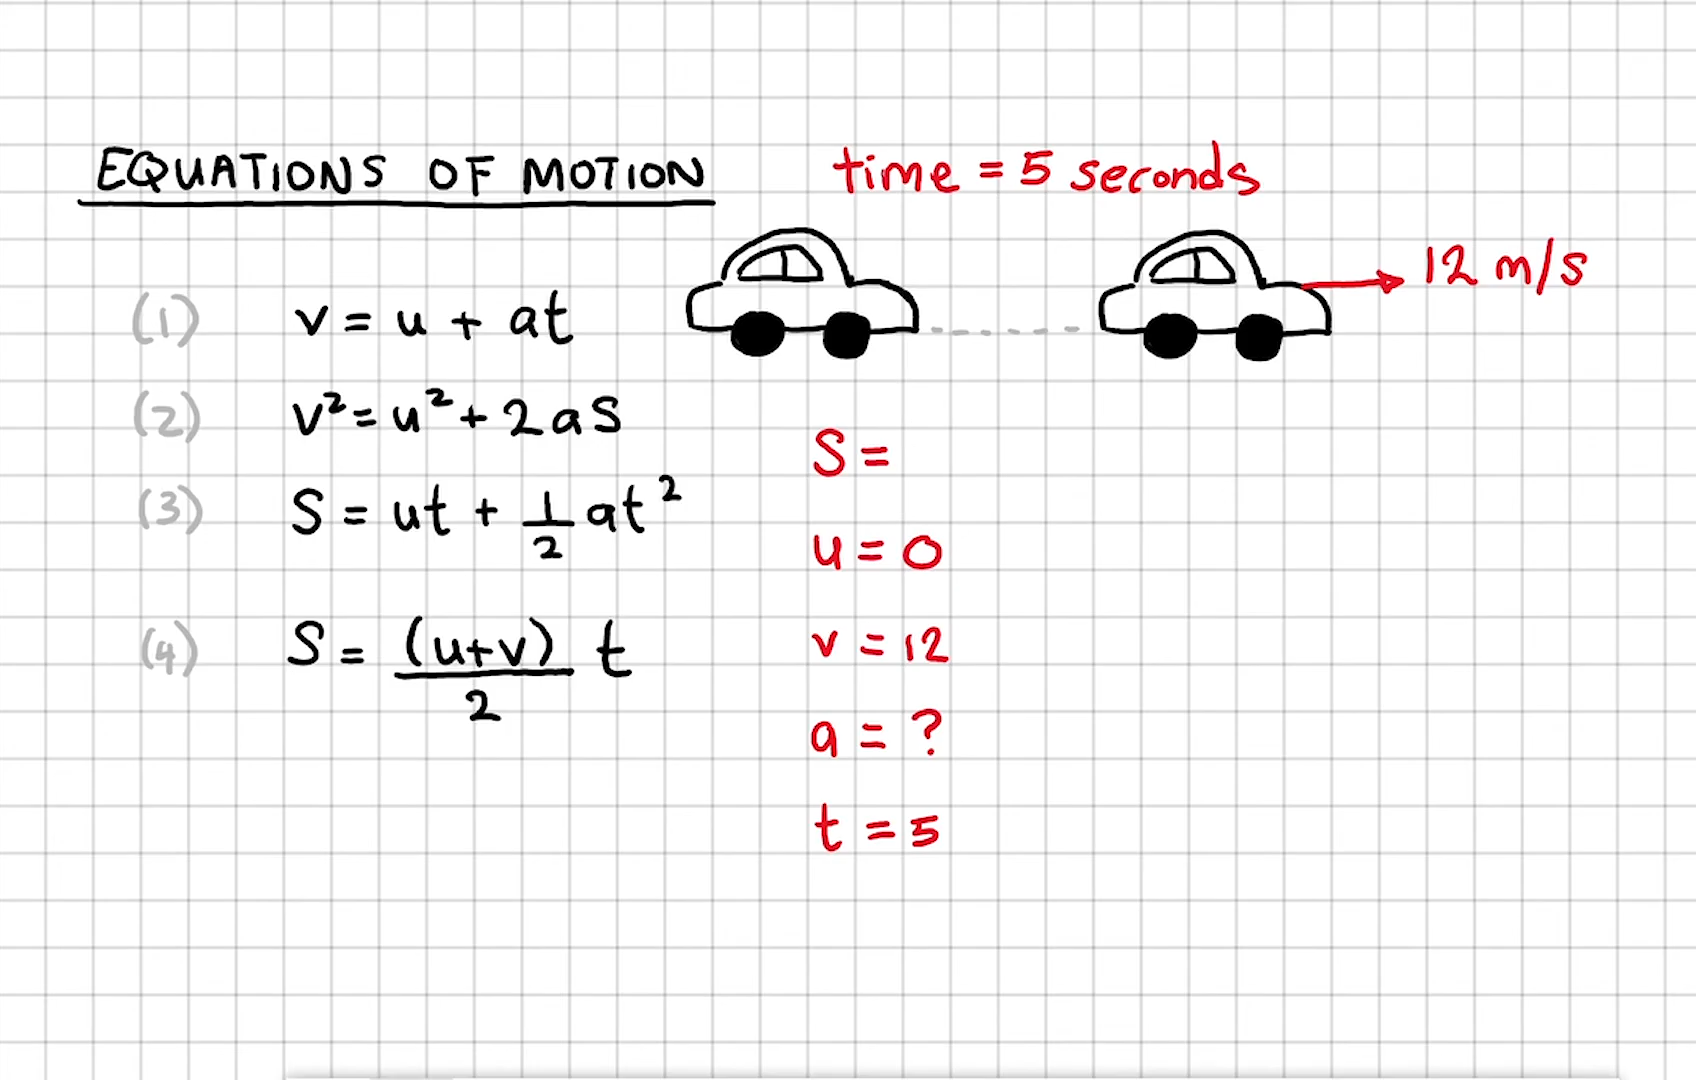 EQUATIONS OF MOTION
time = 5 seconds
12 m/s
(1) v = u + at
(2) v² = u² + 2as
(3) S = ut + 1/2 at²
(4) S = (u+v)/2 t
S =
u = 0
v = 12
a = ?
t = 5